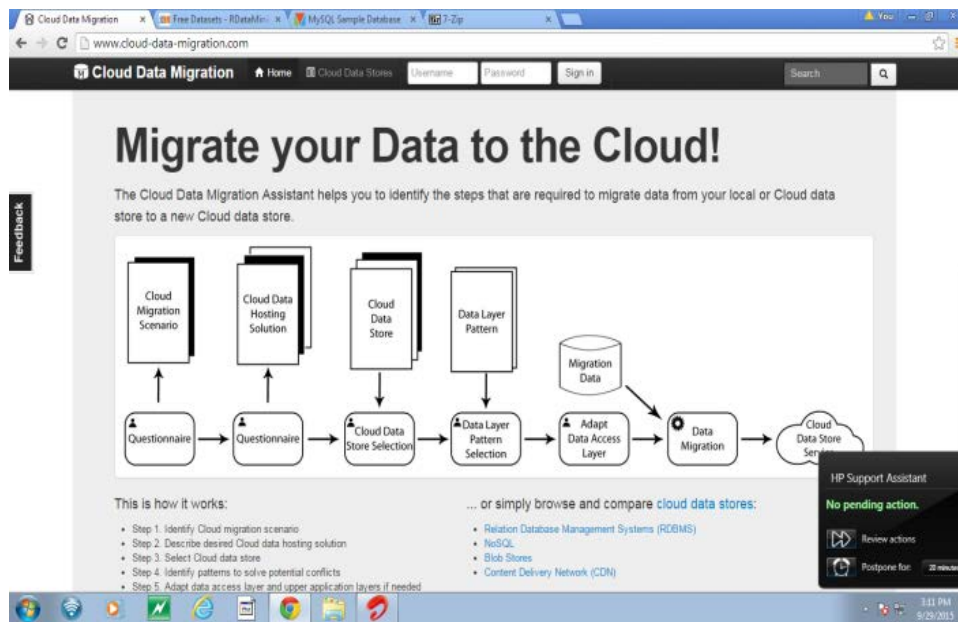 Cloud Data Migration
Free Datasets - RDataMini
MySQL Sample Database
7-Zip
You
www.cloud-data-migration.com
Cloud Data Migration
Home
Cloud Data Stores
Username
Password
Sign in
Search
Migrate your Data to the Cloud!
The Cloud Data Migration Assistant helps you to identify the steps that are required to migrate data from your local or Cloud data
store to a new Cloud data store.
Feedback
Cloud
Migration
Scenario
Cloud Data
Hosting
Solution
Cloud
Data
Store
Data Layer
Pattern
Migration
Data
Questionnaire
Questionnaire
Cloud Data
Store Selection
Data Layer
Pattern
Selection
Adapt
Data Access
Layer
Data
Migration
Cloud
Data Store
HP Support Assistant
No pending action.
Review actions
Postpone for:
20 minutes
This is how it works:
Step 1. Identify Cloud migration scenario
Step 2. Describe desired Cloud data hosting solution
Step 3. Select Cloud data store
Step 4. Identify patterns to solve potential conflicts
Step 5. Adapt data access layer and upper application layers if needed
... or simply browse and compare cloud data stores:
Relation Database Management Systems (RDBMS)
NoSQL
Blob Stores
Content Delivery Network (CDN)
3:11 PM
9/29/2015